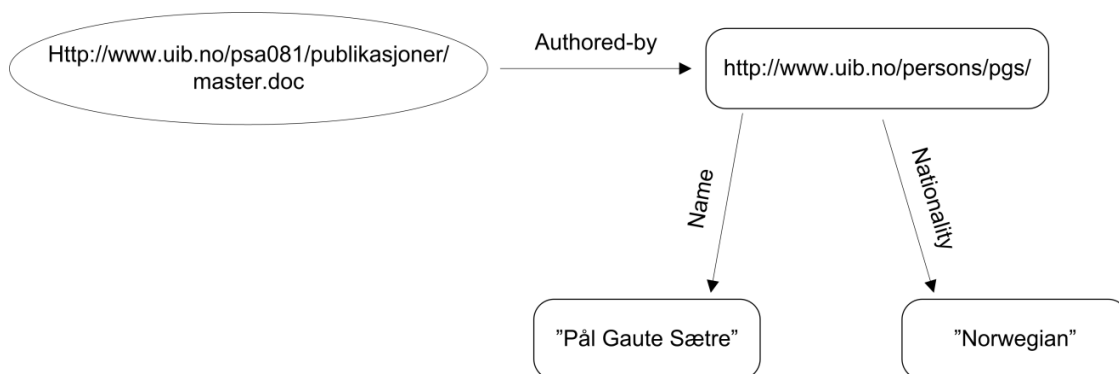 Http://www.uib.no/psa081/publikasjoner/
master.doc
Authored-by
http://www.uib.no/persons/pgs/
Name
Nationality
”Pål Gaute Sætre”
”Norwegian”